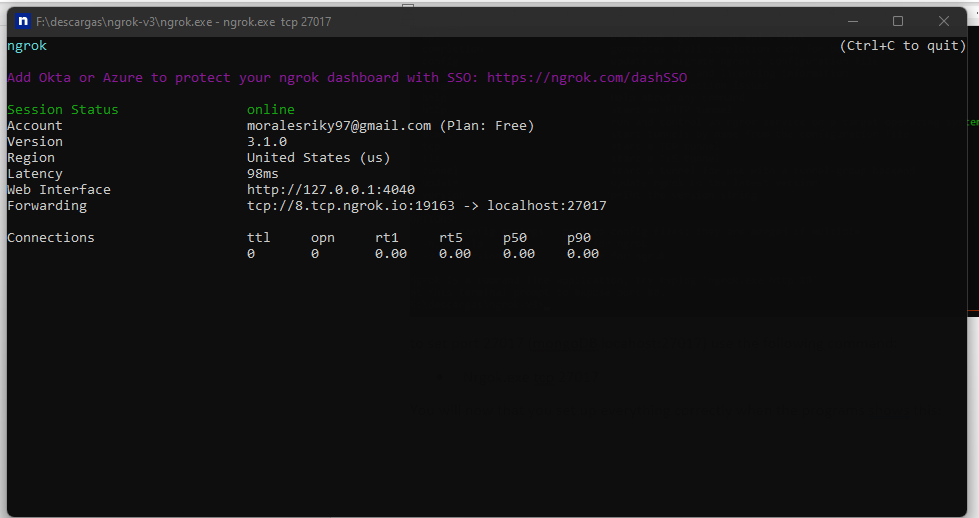 n F:\descargas\ngrok-v3\ngrok.exe - ngrok.exe tcp 27017
ngrok (Ctrl+C to quit)
Add Okta or Azure to protect your ngrok dashboard with SSO: https://ngrok.com/dashSSO
Session Status online
Account moralesriky97@gmail.com (Plan: Free)
Version 3.1.0
Region United States (us)
Latency 98ms
Web Interface http://127.0.0.1:4040
Forwarding tcp://8.tcp.ngrok.io:19163 -> localhost:27017
Connections ttl opn rt1 rt5 p50 p90
0 0 0.00 0.00 0.00 0.00